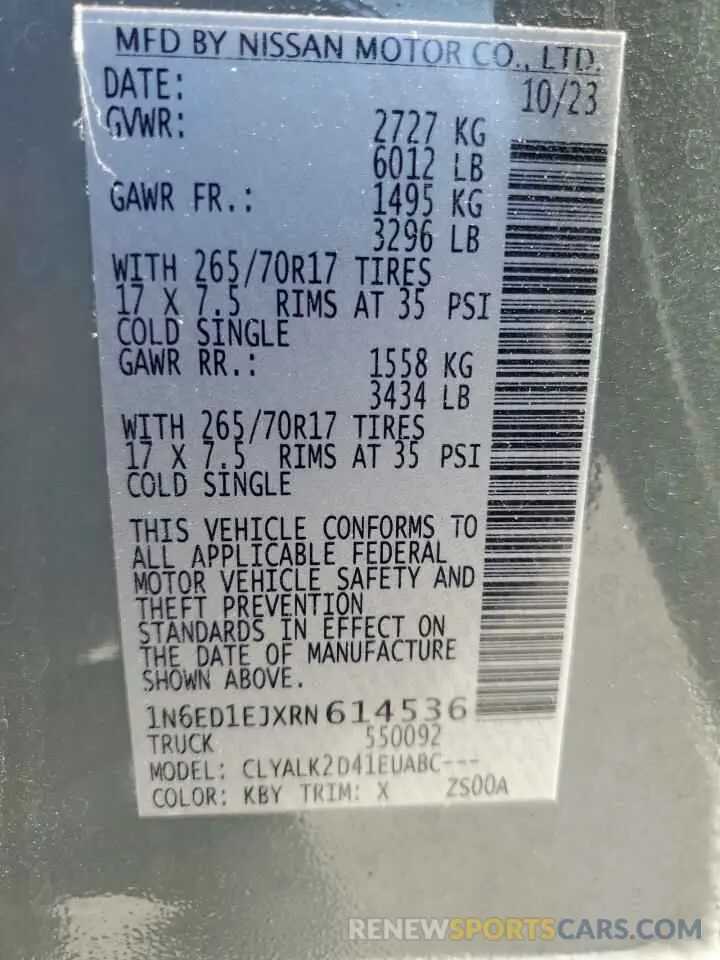 MFD BY NISSAN MOTOR CO., LTD.
DATE: 10/23
GVWR: 2727 KG
6012 LB
GAWR FR.: 1495 KG
3296 LB
WITH 265/70R17 TIRES
17 X 7.5 RIMS AT 35 PSI
COLD SINGLE
GAWR RR.: 1558 KG
3434 LB
WITH 265/70R17 TIRES
17 X 7.5 RIMS AT 35 PSI
COLD SINGLE
THIS VEHICLE CONFORMS TO
ALL APPLICABLE FEDERAL
MOTOR VEHICLE SAFETY AND
THEFT PREVENTION
STANDARDS IN EFFECT ON
THE DATE OF MANUFACTURE
SHOWN ABOVE.
1N6ED1EJXRN614536
TRUCK 550092
MODEL: CLYALK2D41EUABC---
COLOR: KBY TRIM: X ZS00A
RENEWSPORTSCARS.COM